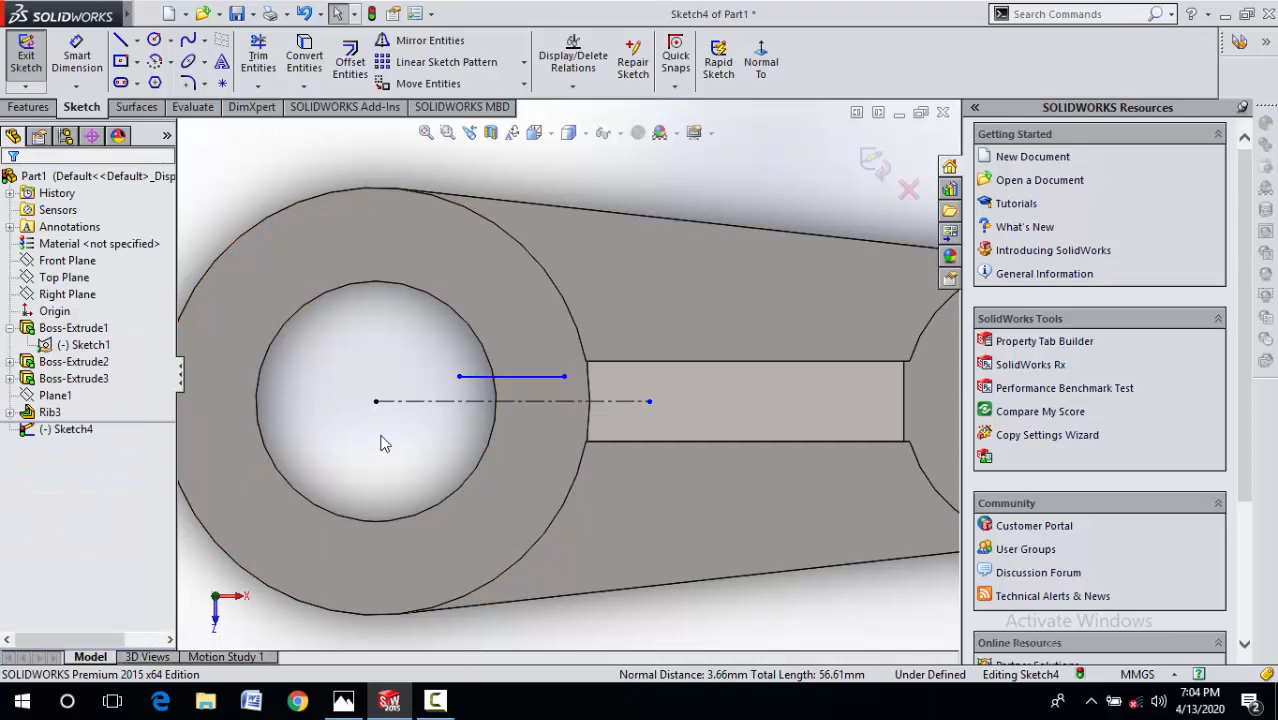 SOLIDWORKS
Sketch4 of Part1 *
Search Commands
Exit Sketch
Smart Dimension
Trim Entities
Convert Entities
Offset Entities
Mirror Entities
Linear Sketch Pattern
Move Entities
Display/Delete Relations
Repair Sketch
Quick Snaps
Rapid Sketch
Normal To
Features
Sketch
Surfaces
Evaluate
DimXpert
SOLIDWORKS Add-Ins
SOLIDWORKS MBD
SOLIDWORKS Resources
Part1 (Default<<Default>_Disp
History
Sensors
Annotations
Material <not specified>
Front Plane
Top Plane
Right Plane
Origin
Boss-Extrude1
(-) Sketch1
Boss-Extrude2
Boss-Extrude3
Plane1
Rib3
(-) Sketch4
X
Z
Getting Started
New Document
Open a Document
Tutorials
What's New
Introducing SolidWorks
General Information
SolidWorks Tools
Property Tab Builder
SolidWorks Rx
Performance Benchmark Test
Compare My Score
Copy Settings Wizard
Community
Customer Portal
User Groups
Discussion Forum
Technical Alerts & News
Activate Windows
Online Resources
Model
3D Views
Motion Study 1
SOLIDWORKS Premium 2015 x64 Edition
Normal Distance: 3.66mm Total Length: 56.61mm
Under Defined
Editing Sketch4
MMGS
7:04 PM
4/13/2020